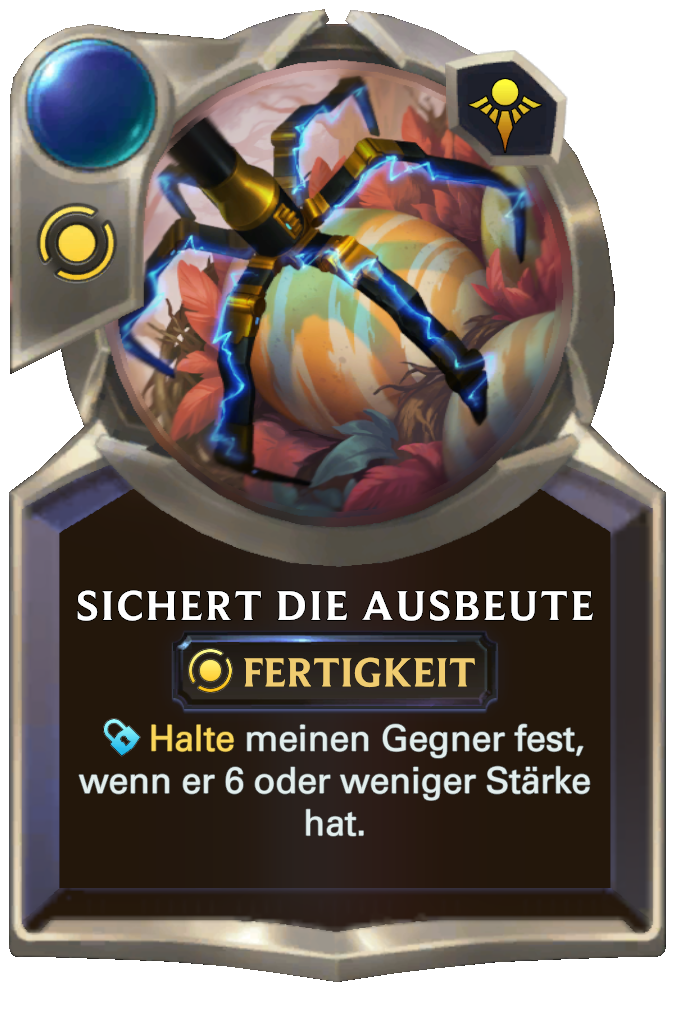 SICHERT DIE AUSBEUTE
FERTIGKEIT
Halte meinen Gegner fest,
wenn er 6 oder weniger Stärke
hat.